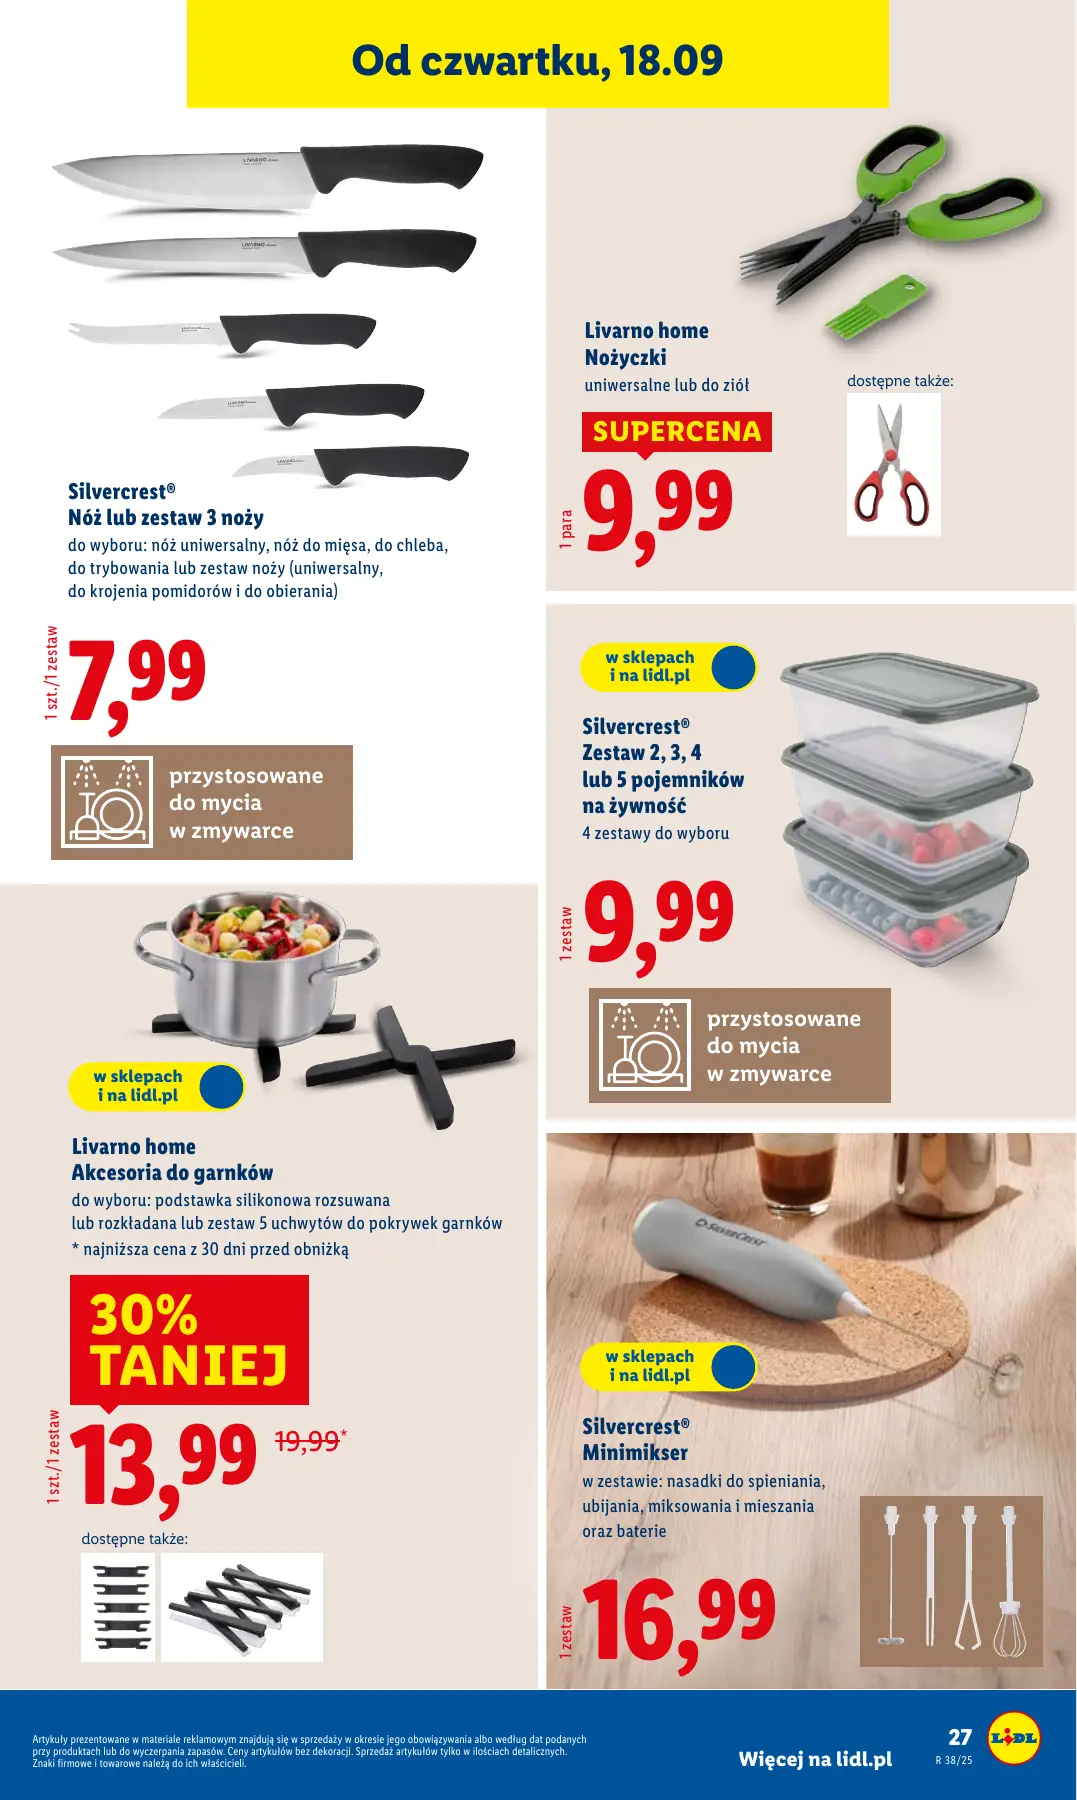 Od czwartku, 18.09
LIVARNO
LIVARNO
LIVARNO
LIVARNO
Silvercrest®
Nóż lub zestaw 3 noży
do wyboru: nóż uniwersalny, nóż do mięsa, do chleba,
do trybowania lub zestaw noży (uniwersalny,
do krojenia pomidorów i do obierania)
1 szt./1 zestaw
7,99
przystosowane
do mycia
w zmywarce
Livarno home
Nożyczki
uniwersalne lub do ziół
SUPERCENA
1 para
9,99
dostępne także:
w sklepach
i na lidl.pl
Silvercrest®
Zestaw 2, 3, 4
lub 5 pojemników
na żywność
4 zestawy do wyboru
1 zestaw
9,99
przystosowane
do mycia
w zmywarce
w sklepach
i na lidl.pl
Livarno home
Akcesoria do garnków
do wyboru: podstawka silikonowa rozsuwana
lub rozkładana lub zestaw 5 uchwytów do pokrywek garnków
* najniższa cena z 30 dni przed obniżką
30%
TANIEJ
1 szt./1 zestaw
13,99
19,99*
dostępne także:
SILVERCREST
w sklepach
i na lidl.pl
Silvercrest®
Minimikser
w zestawie: nasadki do spieniania,
ubijania, miksowania i mieszania
oraz baterie
1 zestaw
16,99
Artykuły prezentowane w materiale reklamowym znajdują się w sprzedaży w okresie jego obowiązywania albo według dat podanych
przy produktach lub do wyczerpania zapasów. Ceny artykułów bez dekoracji. Sprzedaż artykułów tylko w ilościach detalicznych.
Znaki firmowe i towarowe należą do ich właścicieli.
Więcej na lidl.pl
27
R 38/25
LIDL